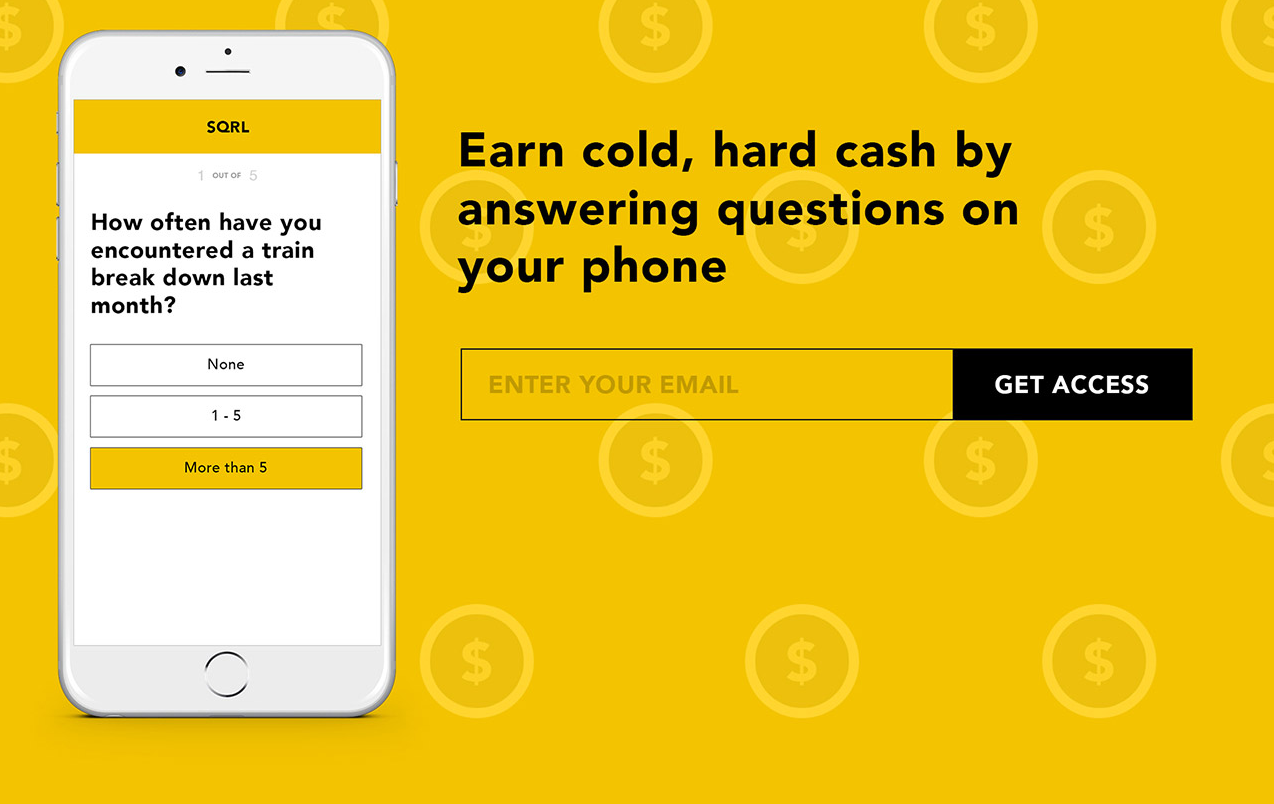 SQRL
1 OUT OF 5
How often have you
encountered a train
break down last
month?
None
1 - 5
More than 5
Earn cold, hard cash by
answering questions on
your phone
ENTER YOUR EMAIL
GET ACCESS